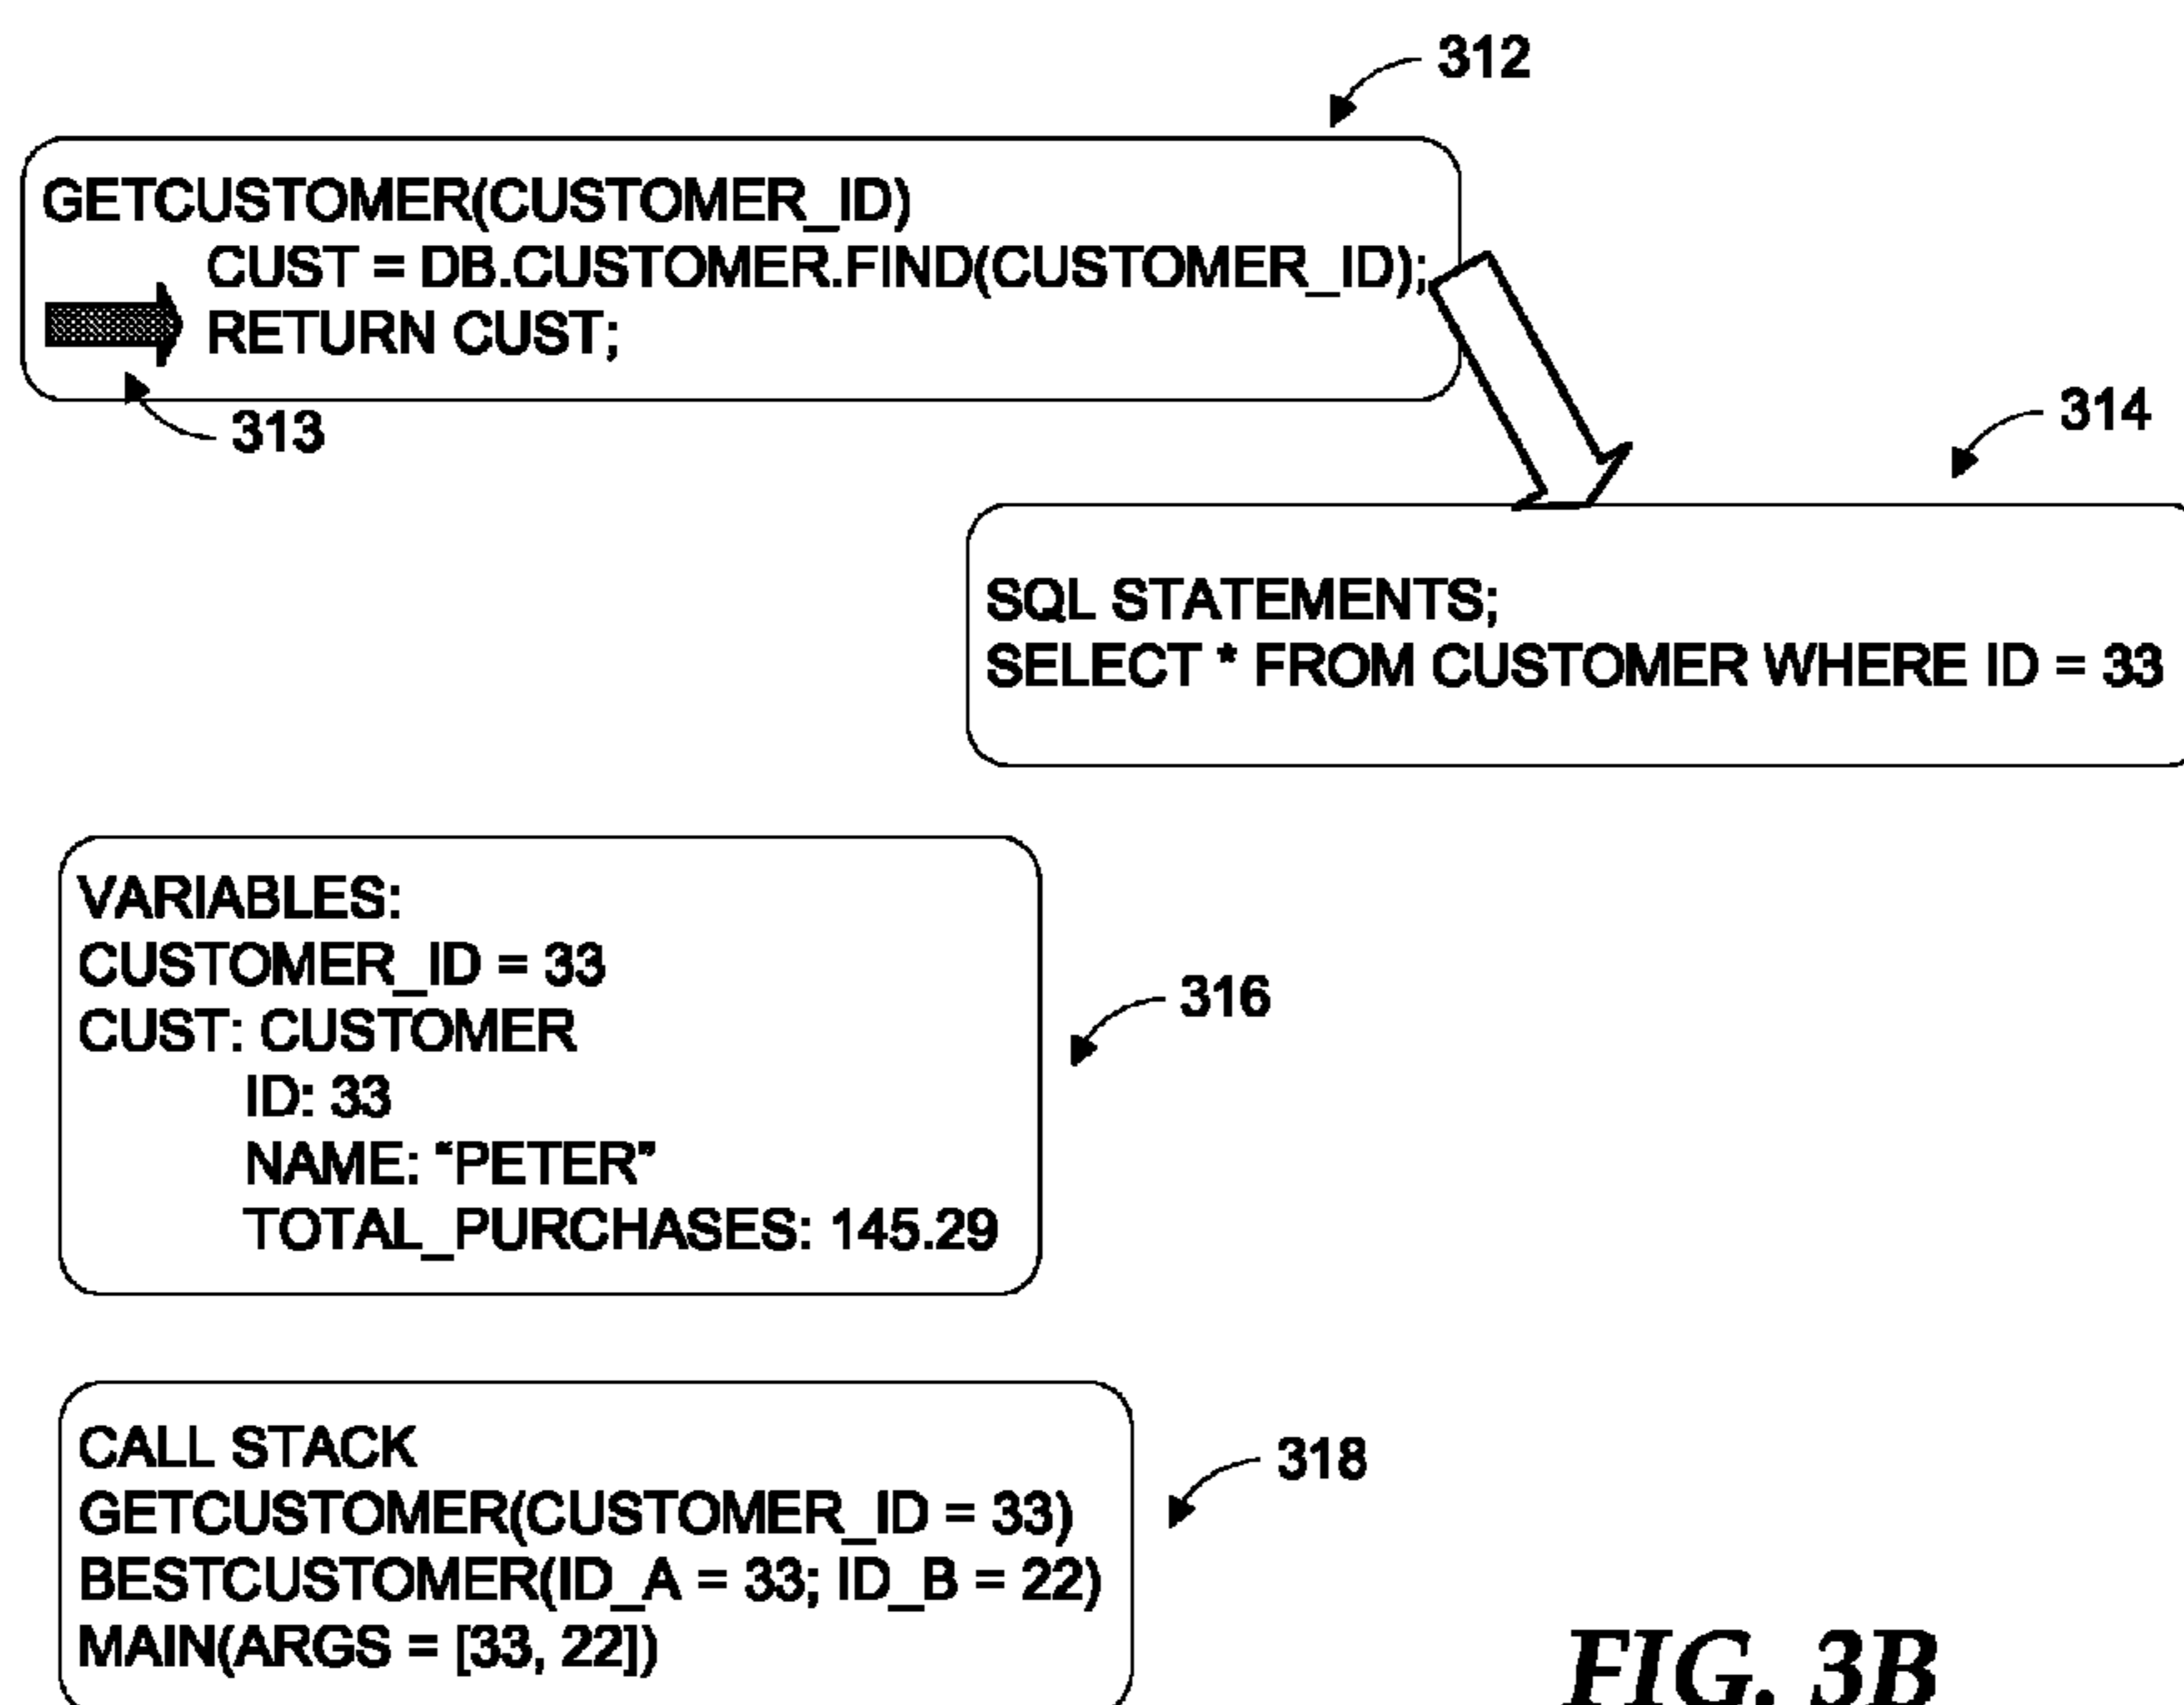 312
GETCUSTOMER(CUSTOMER_ID)
CUST = DB.CUSTOMER.FIND(CUSTOMER_ID);
RETURN CUST;
313
314
SQL STATEMENTS;
SELECT * FROM CUSTOMER WHERE ID = 33
VARIABLES:
CUSTOMER_ID = 33
CUST: CUSTOMER
ID: 33
NAME: “PETER”
TOTAL_PURCHASES: 145.29
316
CALL STACK
GETCUSTOMER(CUSTOMER_ID = 33)
BESTCUSTOMER(ID_A = 33; ID_B = 22)
MAIN(ARGS = [33, 22])
318
FIG. 3B